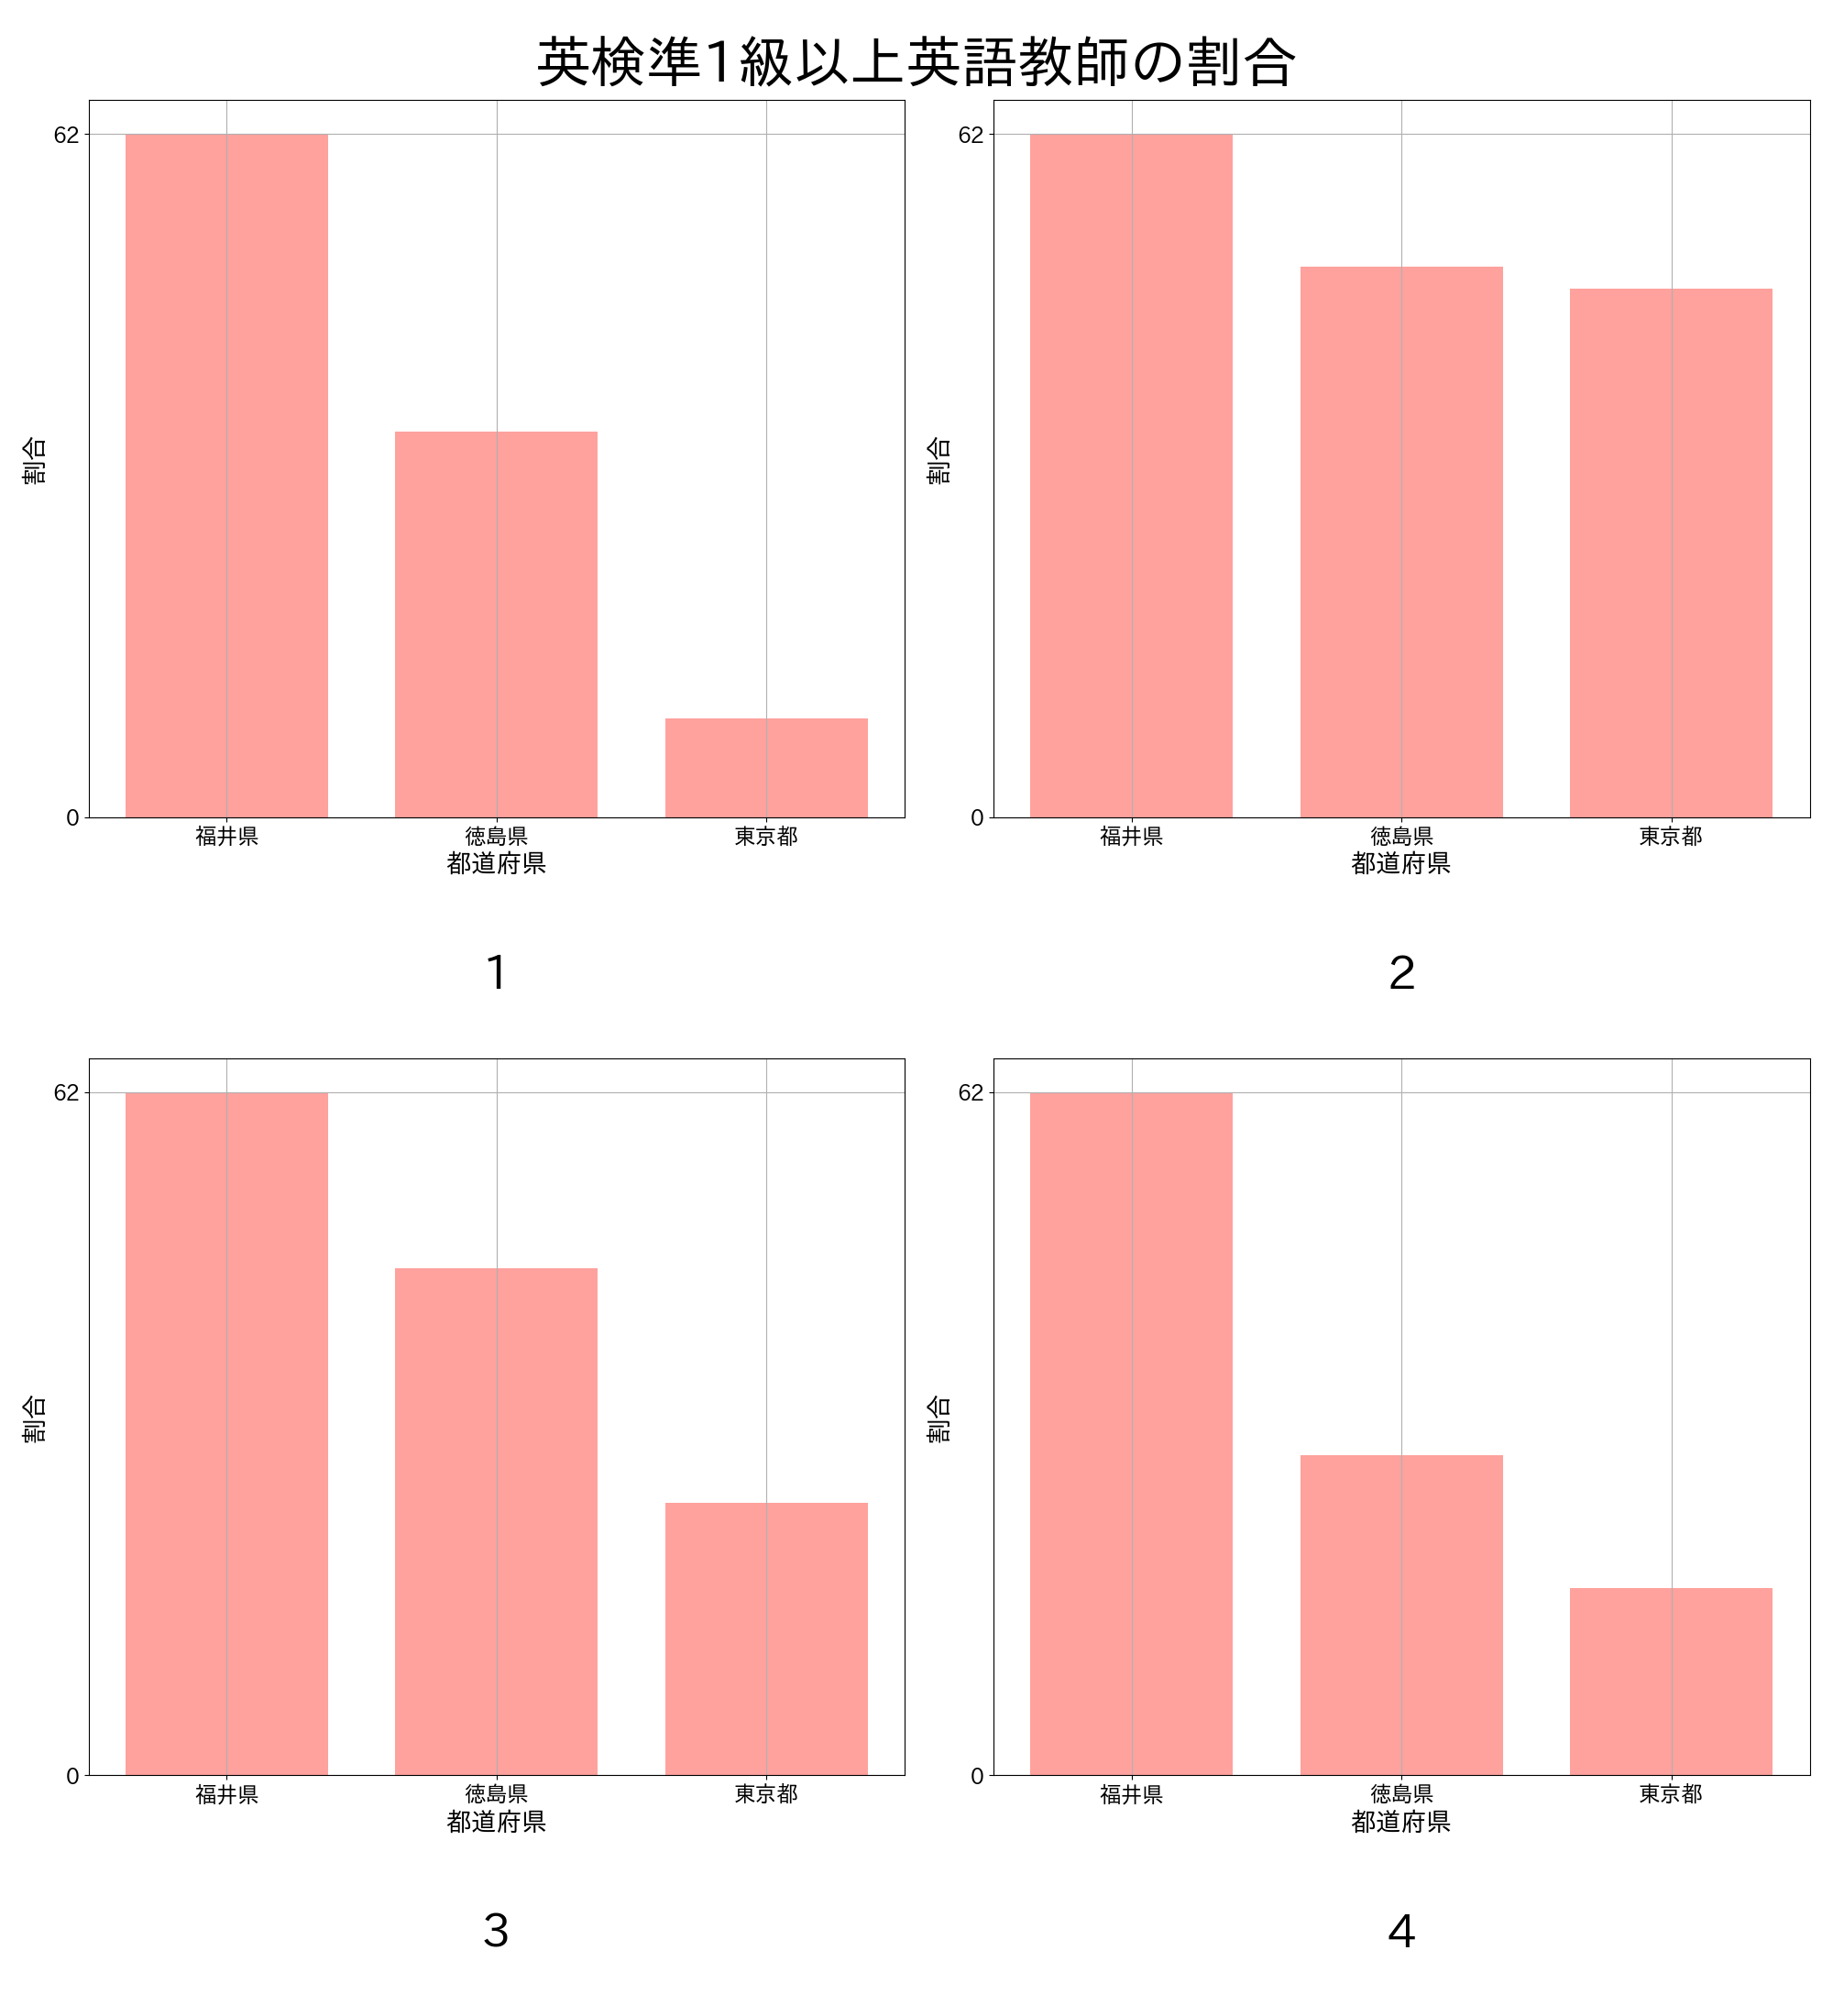 英検準1級以上英語教師の割合
62
割合
0
福井県 徳島県 東京都
都道府県
1
62
割合
0
福井県 徳島県 東京都
都道府県
2
62
割合
0
福井県 徳島県 東京都
都道府県
3
62
割合
0
福井県 徳島県 東京都
都道府県
4